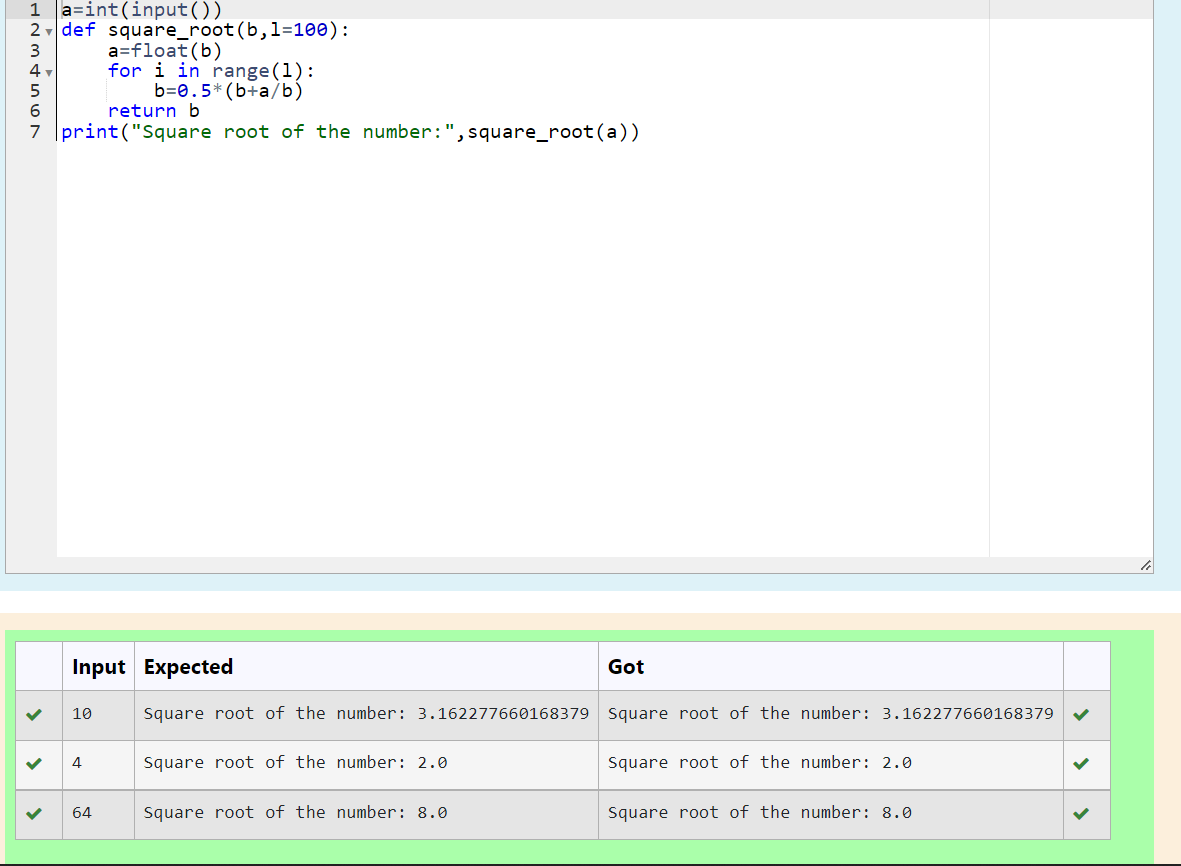 1 a=int(input())
2 def square_root(b,l=100):
3     a=float(b)
4     for i in range(l):
5         b=0.5*(b+a/b)
6     return b
7 print("Square root of the number:",square_root(a))
Input Expected Got
10 Square root of the number: 3.162277660168379 Square root of the number: 3.162277660168379
4 Square root of the number: 2.0 Square root of the number: 2.0
64 Square root of the number: 8.0 Square root of the number: 8.0